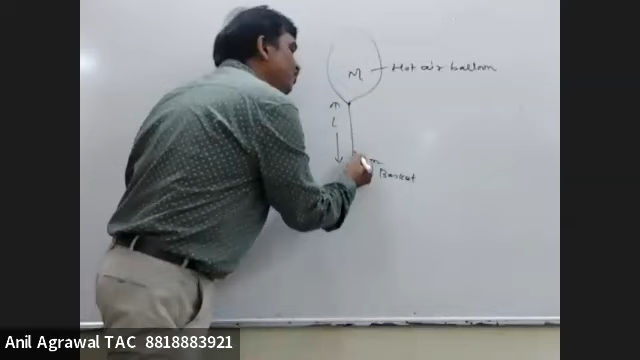 M
Hot air balloon
L
Basket
Anil Agrawal TAC 8818883921